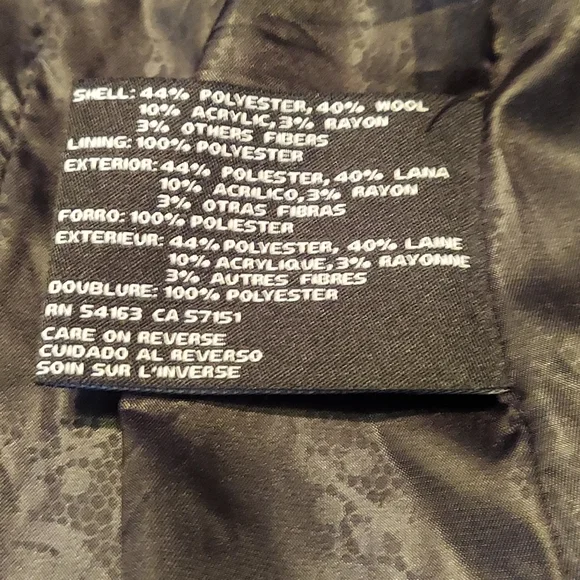 SHELL: 44% POLYESTER, 40% WOOL
10% ACRYLIC, 3% RAYON
3% OTHERS FIBERS
LINING: 100% POLYESTER
EXTERIOR: 44% POLIESTER, 40% LANA
10% ACRILICO, 3% RAYON
3% OTRAS FIBRAS
FORRO: 100% POLIESTER
EXTERIEUR: 44% POLYESTER, 40% LAINE
10% ACRYLIQUE, 3% RAYONNE
3% AUTRES FIBRES
DOUBLURE: 100% POLYESTER
RN 54163 CA 57151
CARE ON REVERSE
CUIDADO AL REVERSO
SOIN SUR L'INVERSE